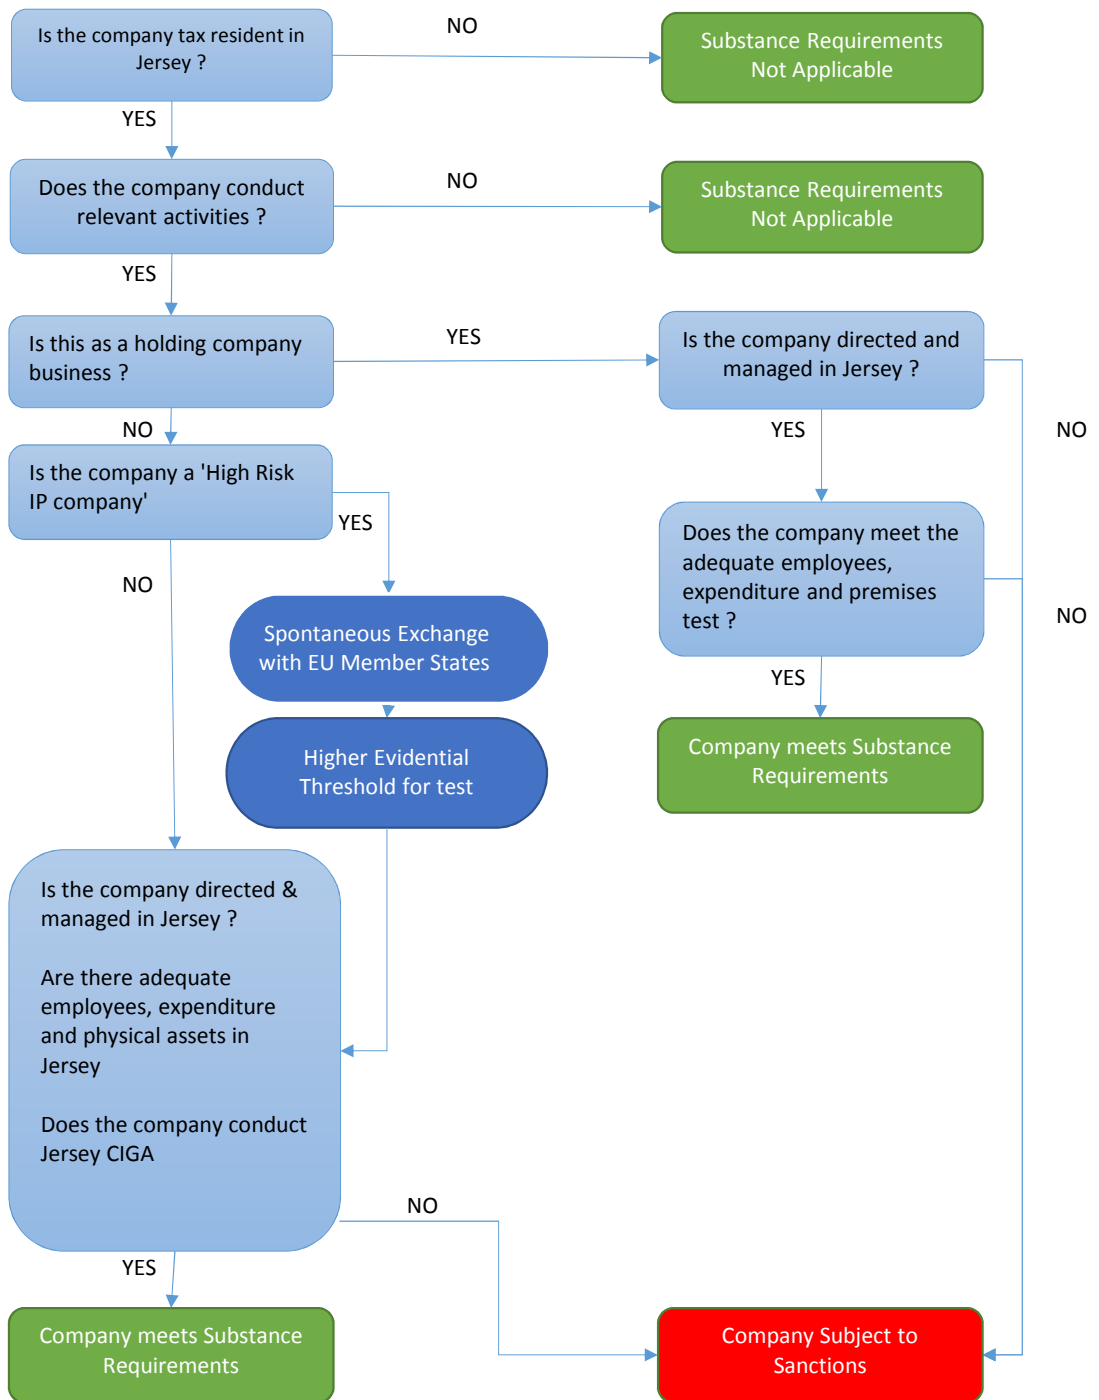 Is the company tax resident in
Jersey ?
NO
Substance Requirements
Not Applicable
YES
Does the company conduct
relevant activities ?
NO
Substance Requirements
Not Applicable
YES
Is this as a holding company
business ?
YES
Is the company directed and
managed in Jersey ?
NO
YES
NO
Is the company a 'High Risk
IP company'
YES
Does the company meet the
adequate employees,
expenditure and premises
test ?
NO
NO
Spontaneous Exchange
with EU Member States
YES
Higher Evidential
Threshold for test
Company meets Substance
Requirements
Is the company directed &
managed in Jersey ?
Are there adequate
employees, expenditure
and physical assets in
Jersey
Does the company conduct
Jersey CIGA
NO
YES
Company meets Substance
Requirements
Company Subject to
Sanctions